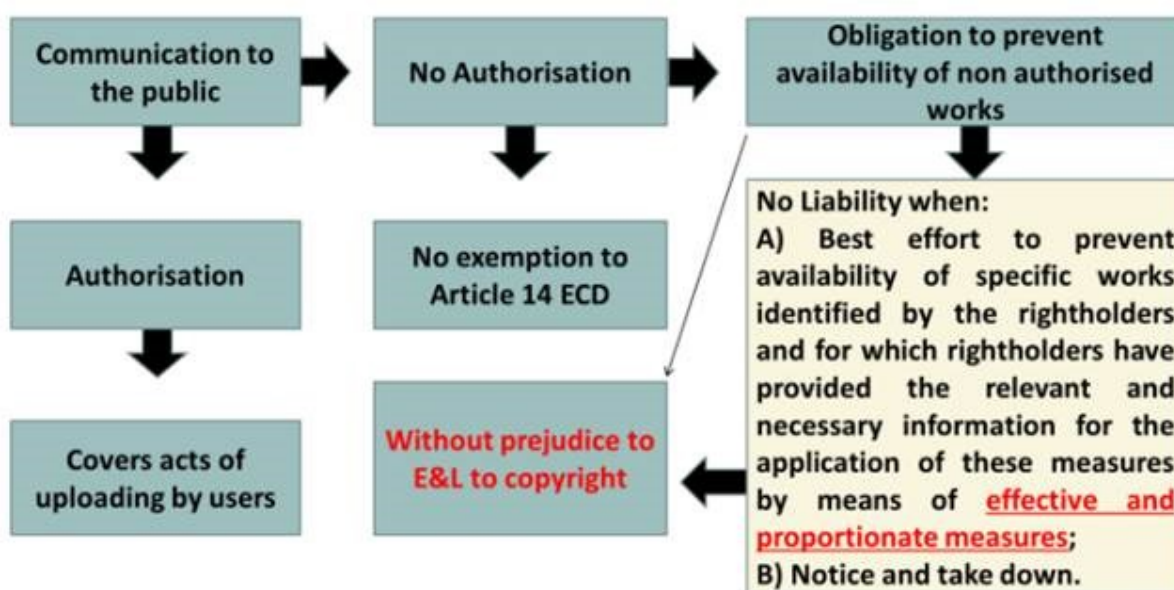 Communication to
the public
No Authorisation
Obligation to prevent
availability of non authorised
works
Authorisation
No exemption to
Article 14 ECD
Covers acts of
uploading by users
Without prejudice to
E&L to copyright
No Liability when:
A) Best effort to prevent
availability of specific works
identified by the rightholders
and for which rightholders have
provided the relevant and
necessary information for the
application of these measures
by means of effective and
proportionate measures;
B) Notice and take down.